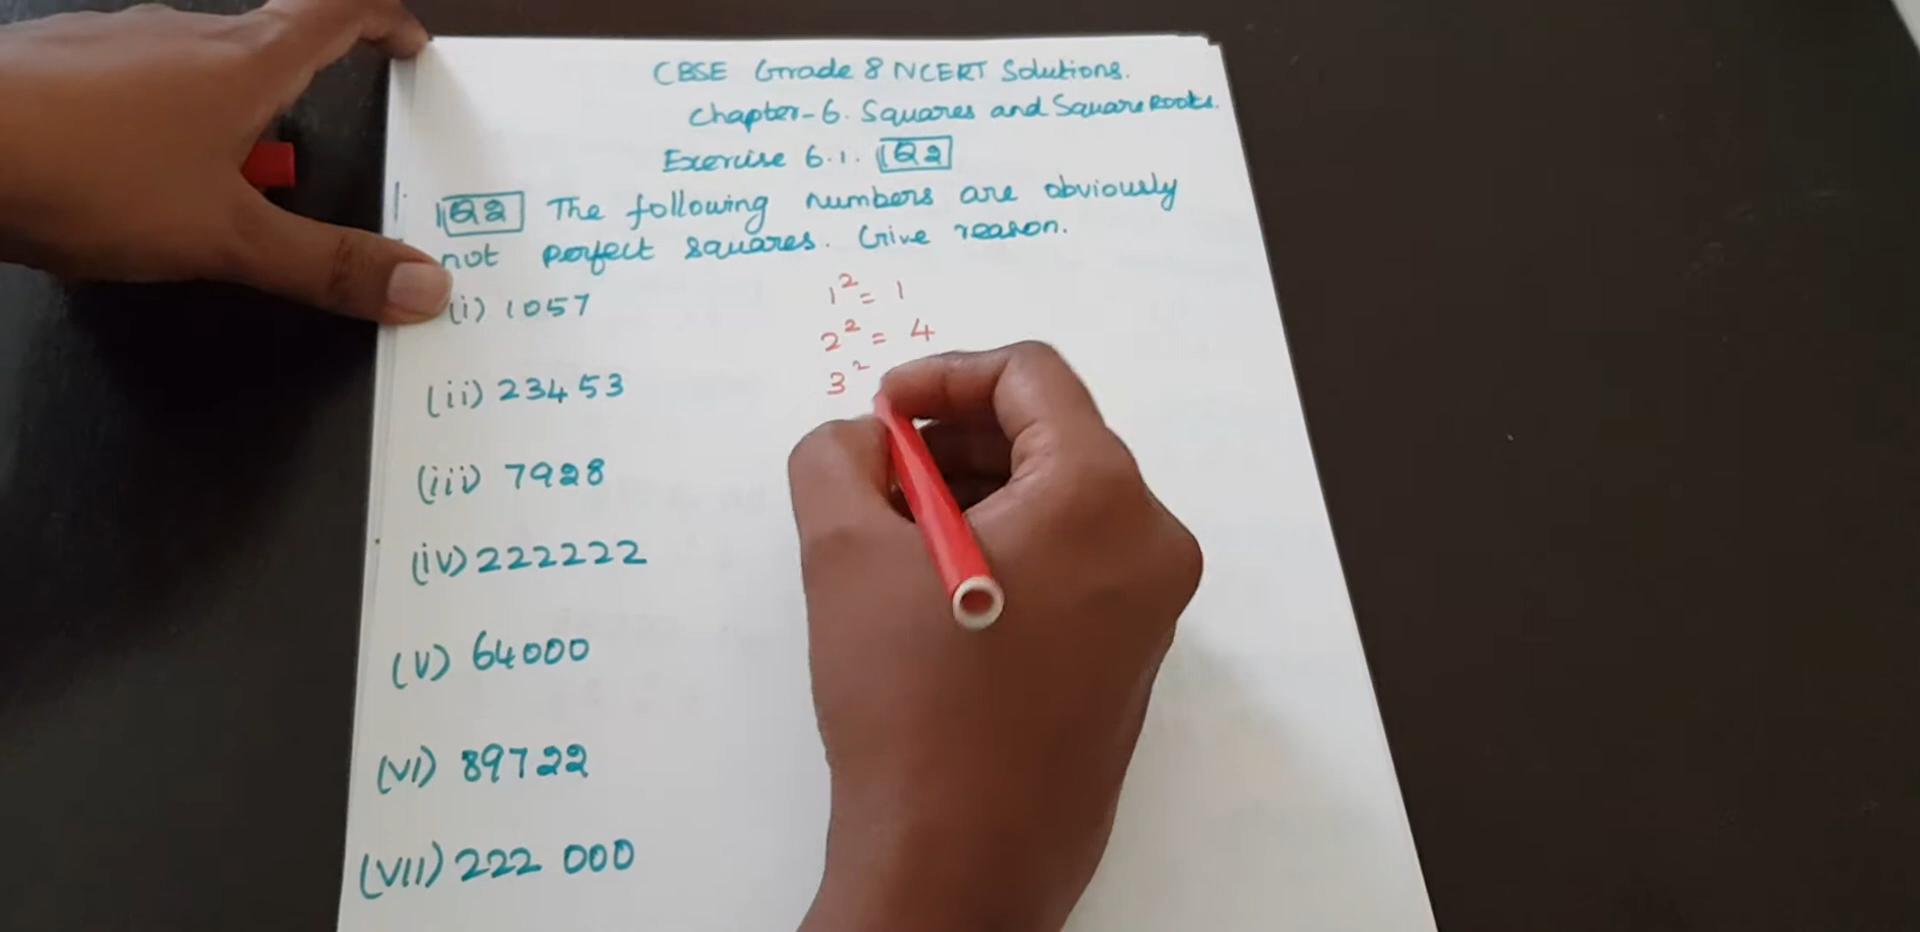 CBSE Grade 8 NCERT Solutions.
Chapter-6. Squares and Square Roots.
Exercise 6.1. Q2
Q2 The following numbers are obviously
not perfect squares. Give reason.
(i) 1057
(ii) 23453
(iii) 7928
(iv) 222222
(V) 64000
(VI) 89722
(VII) 222 000
1² = 1
2² = 4
3²